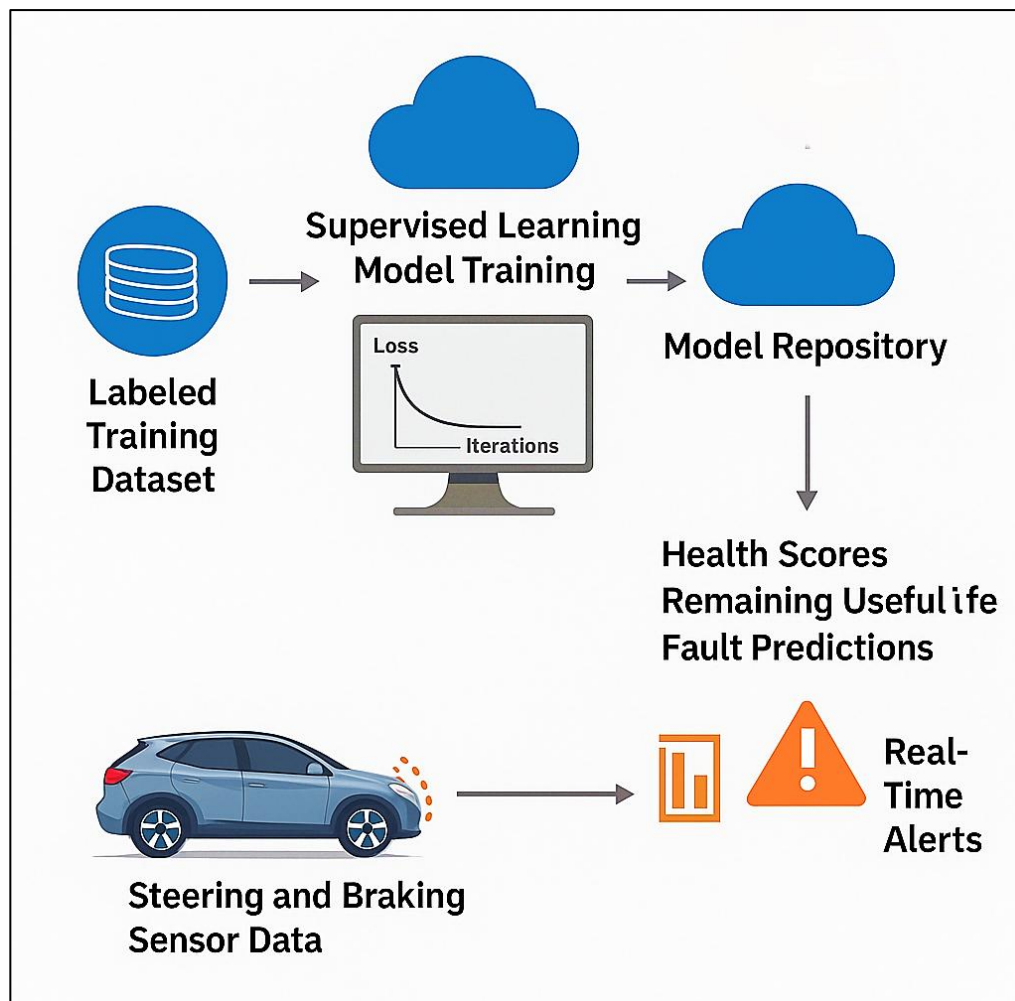 Supervised Learning
Model Training
Labeled
Training
Dataset
Loss
Iterations
Model Repository
Health Scores
Remaining Usefulife
Fault Predictions
Real-
Time
Alerts
Steering and Braking
Sensor Data